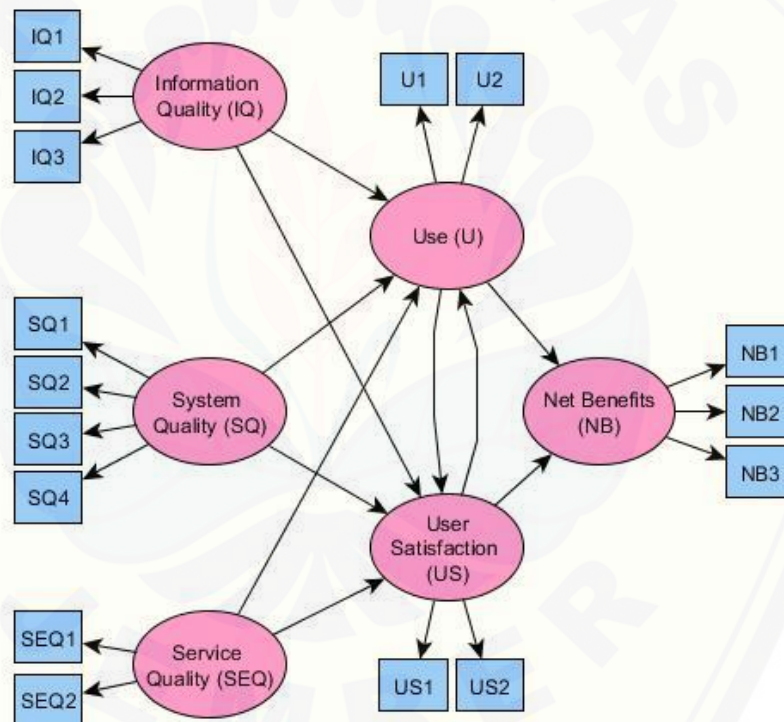 IQ1
IQ2
IQ3
Information
Quality (IQ)
U1
U2
Use (U)
SQ1
SQ2
SQ3
SQ4
System
Quality (SQ)
Net Benefits
(NB)
NB1
NB2
NB3
User
Satisfaction
(US)
SEQ1
SEQ2
Service
Quality (SEQ)
US1
US2